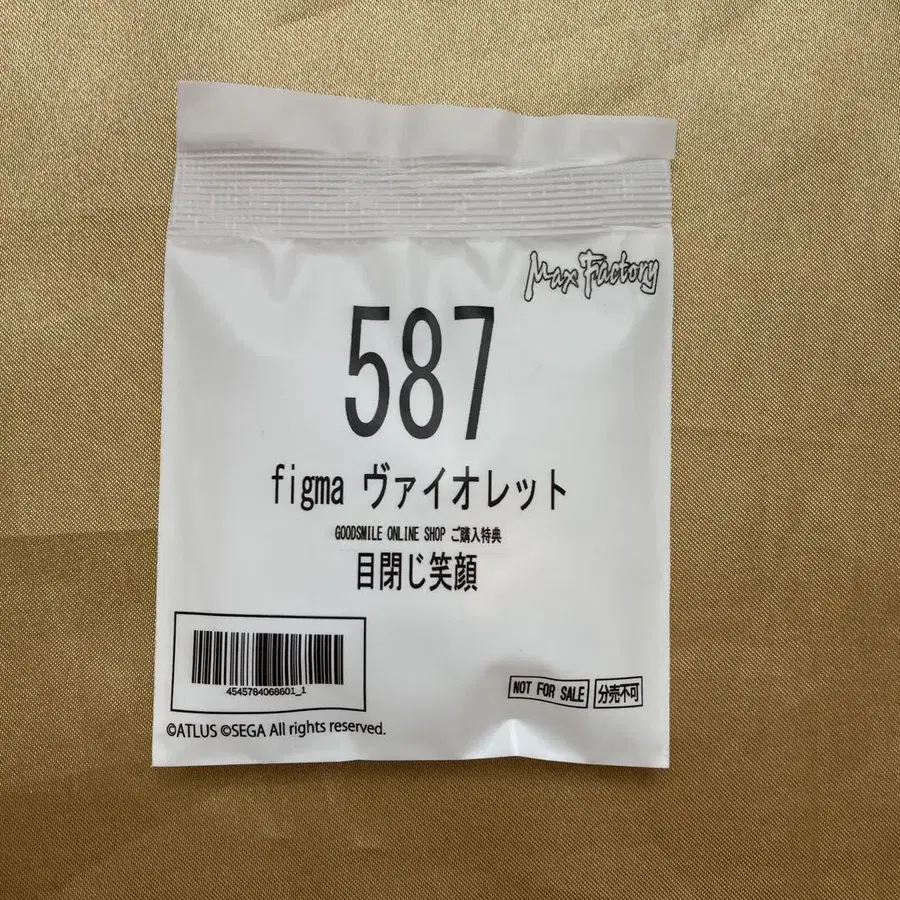 Max Factory
587
figma ヴァイオレット
GOODSMILE ONLINE SHOP ご購入特典
目閉じ笑顔
4545784068601_1
NOT FOR SALE 分売不可
©ATLUS ©SEGA All rights reserved.